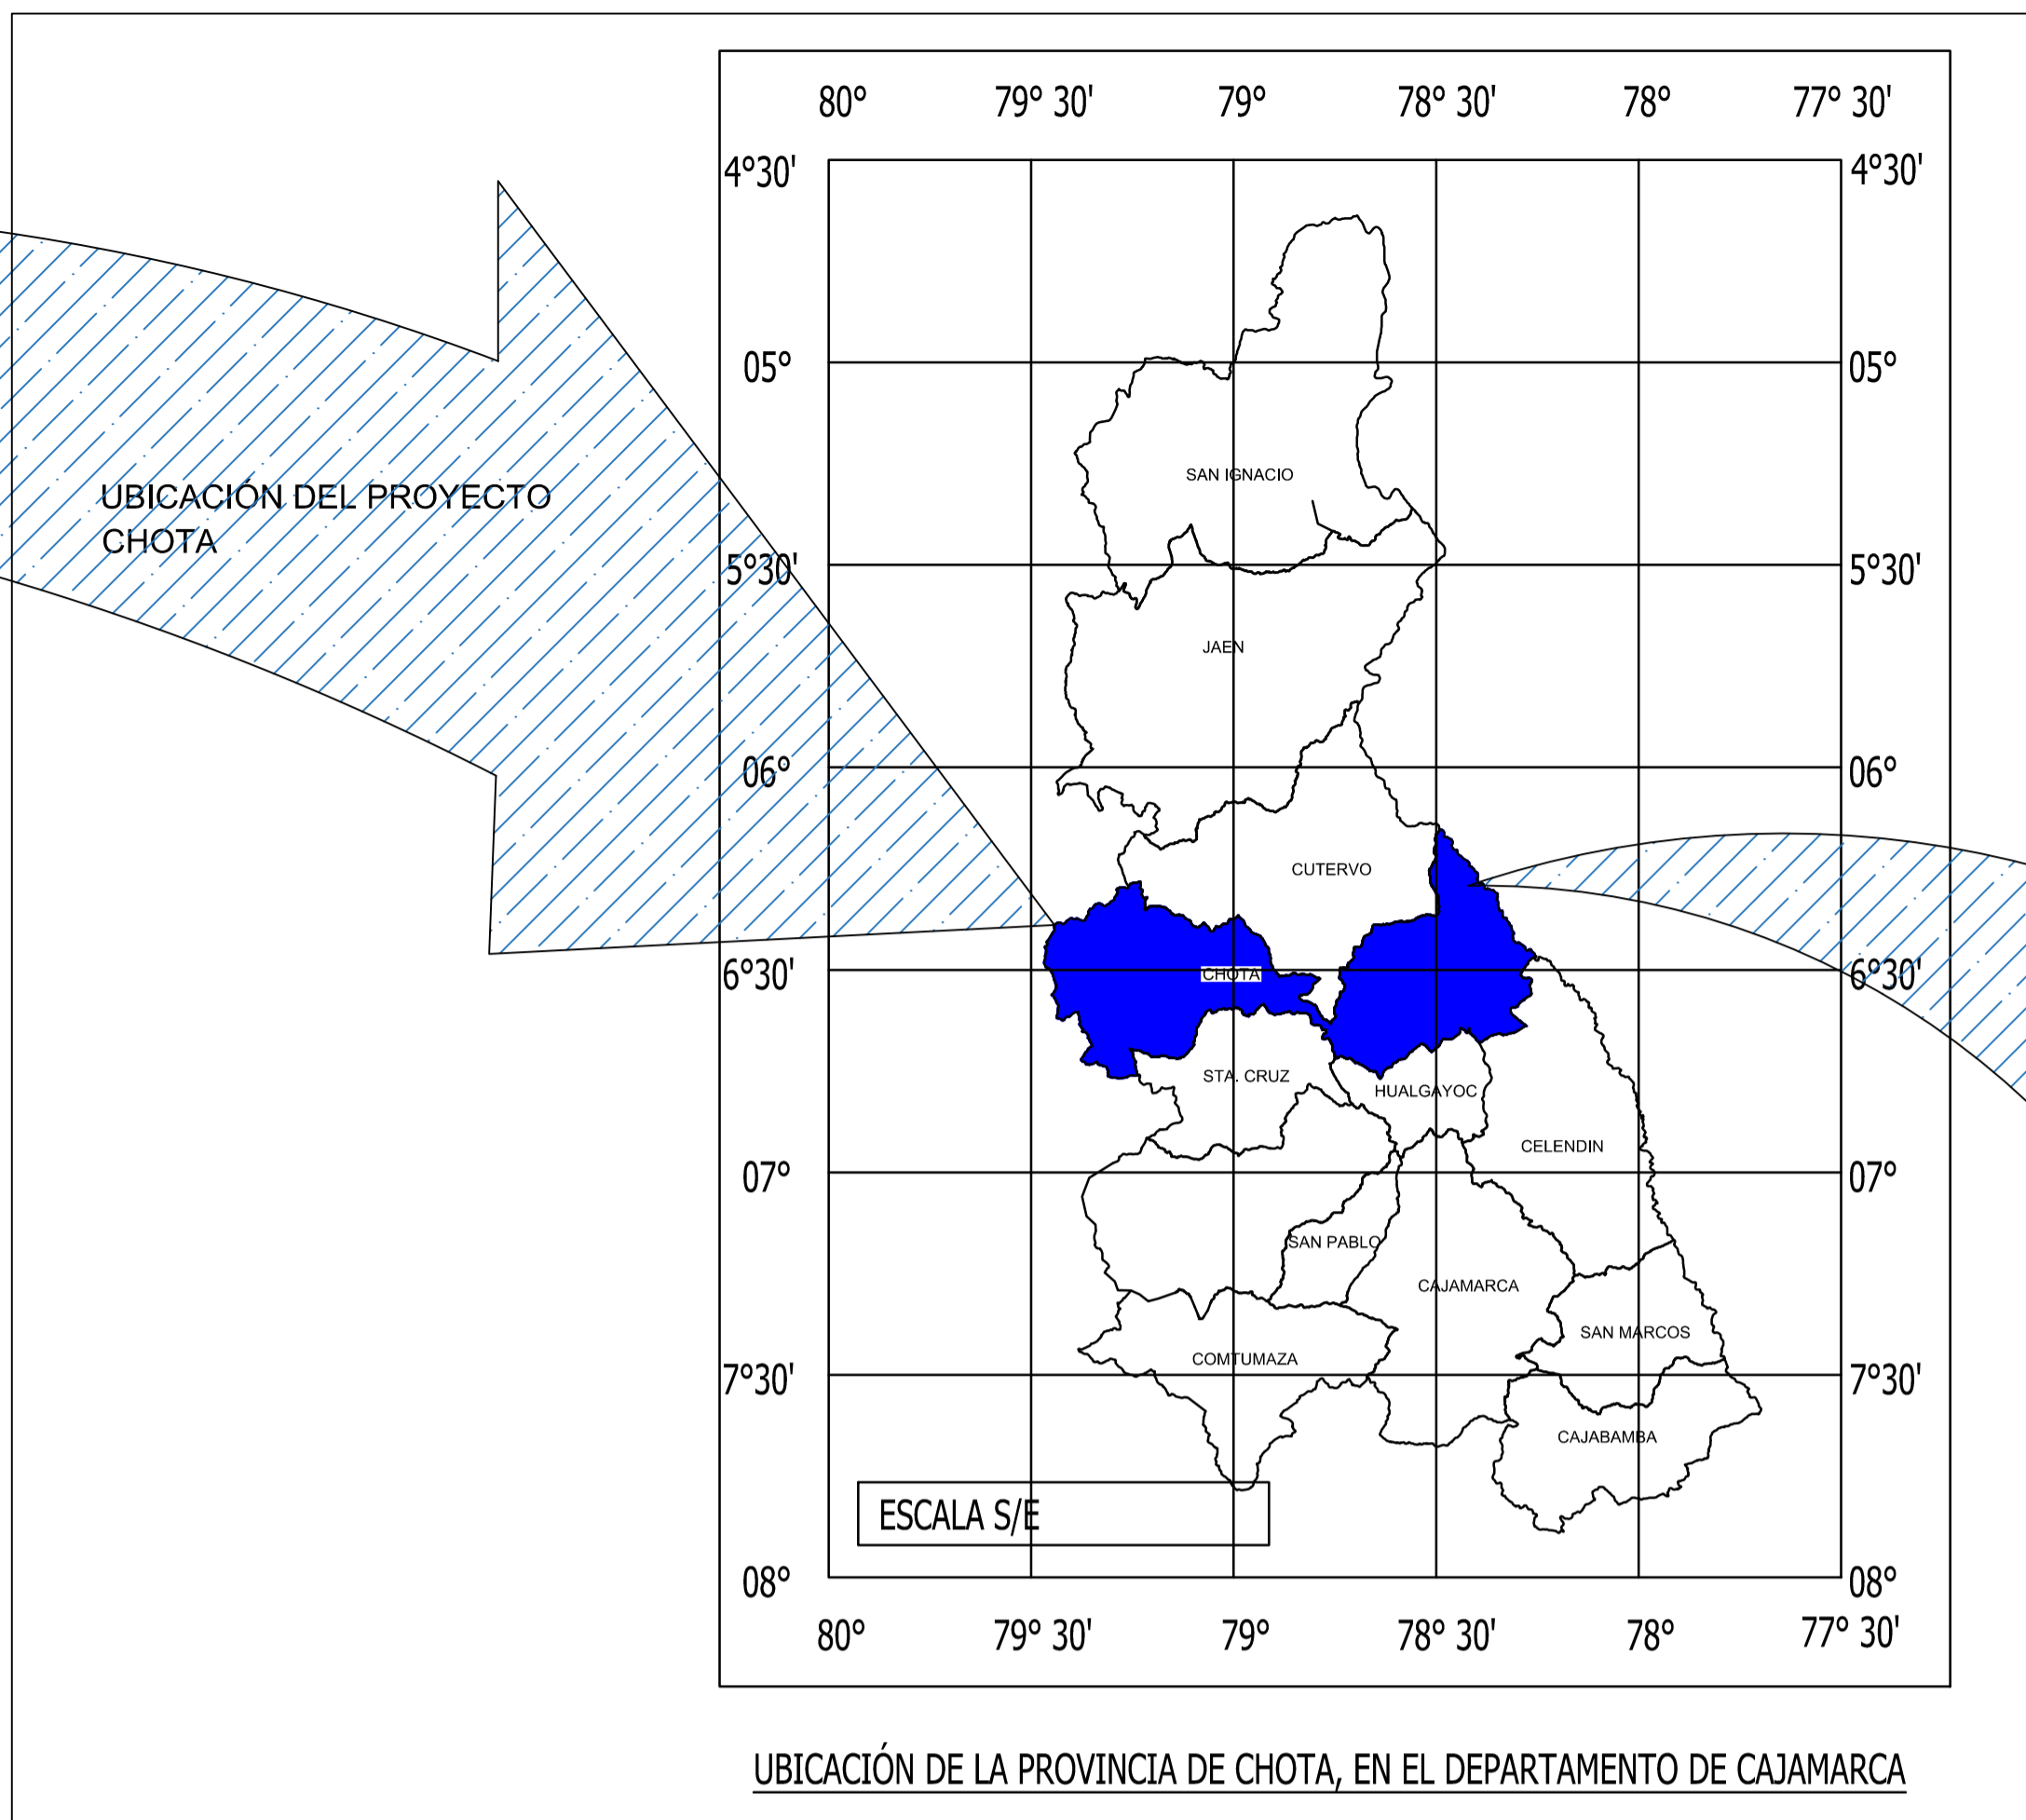 80° 79° 30' 79° 78° 30' 78° 77° 30'
4°30' 4°30'
05° 05°
SAN IGNACIO
UBICACIÓN DEL PROYECTO
CHOTA
5°30' 5°30'
JAEN
06° 06°
CUTERVO
6°30' CHOTA 6°30'
STA. CRUZ
HUALGAYOC
CELENDIN
07° 07°
SAN PABLO
CAJAMARCA
SAN MARCOS
COMTUMAZA
7°30' 7°30'
CAJABAMBA
ESCALA S/E
08° 08°
80° 79° 30' 79° 78° 30' 78° 77° 30'
UBICACIÓN DE LA PROVINCIA DE CHOTA, EN EL DEPARTAMENTO DE CAJAMARCA